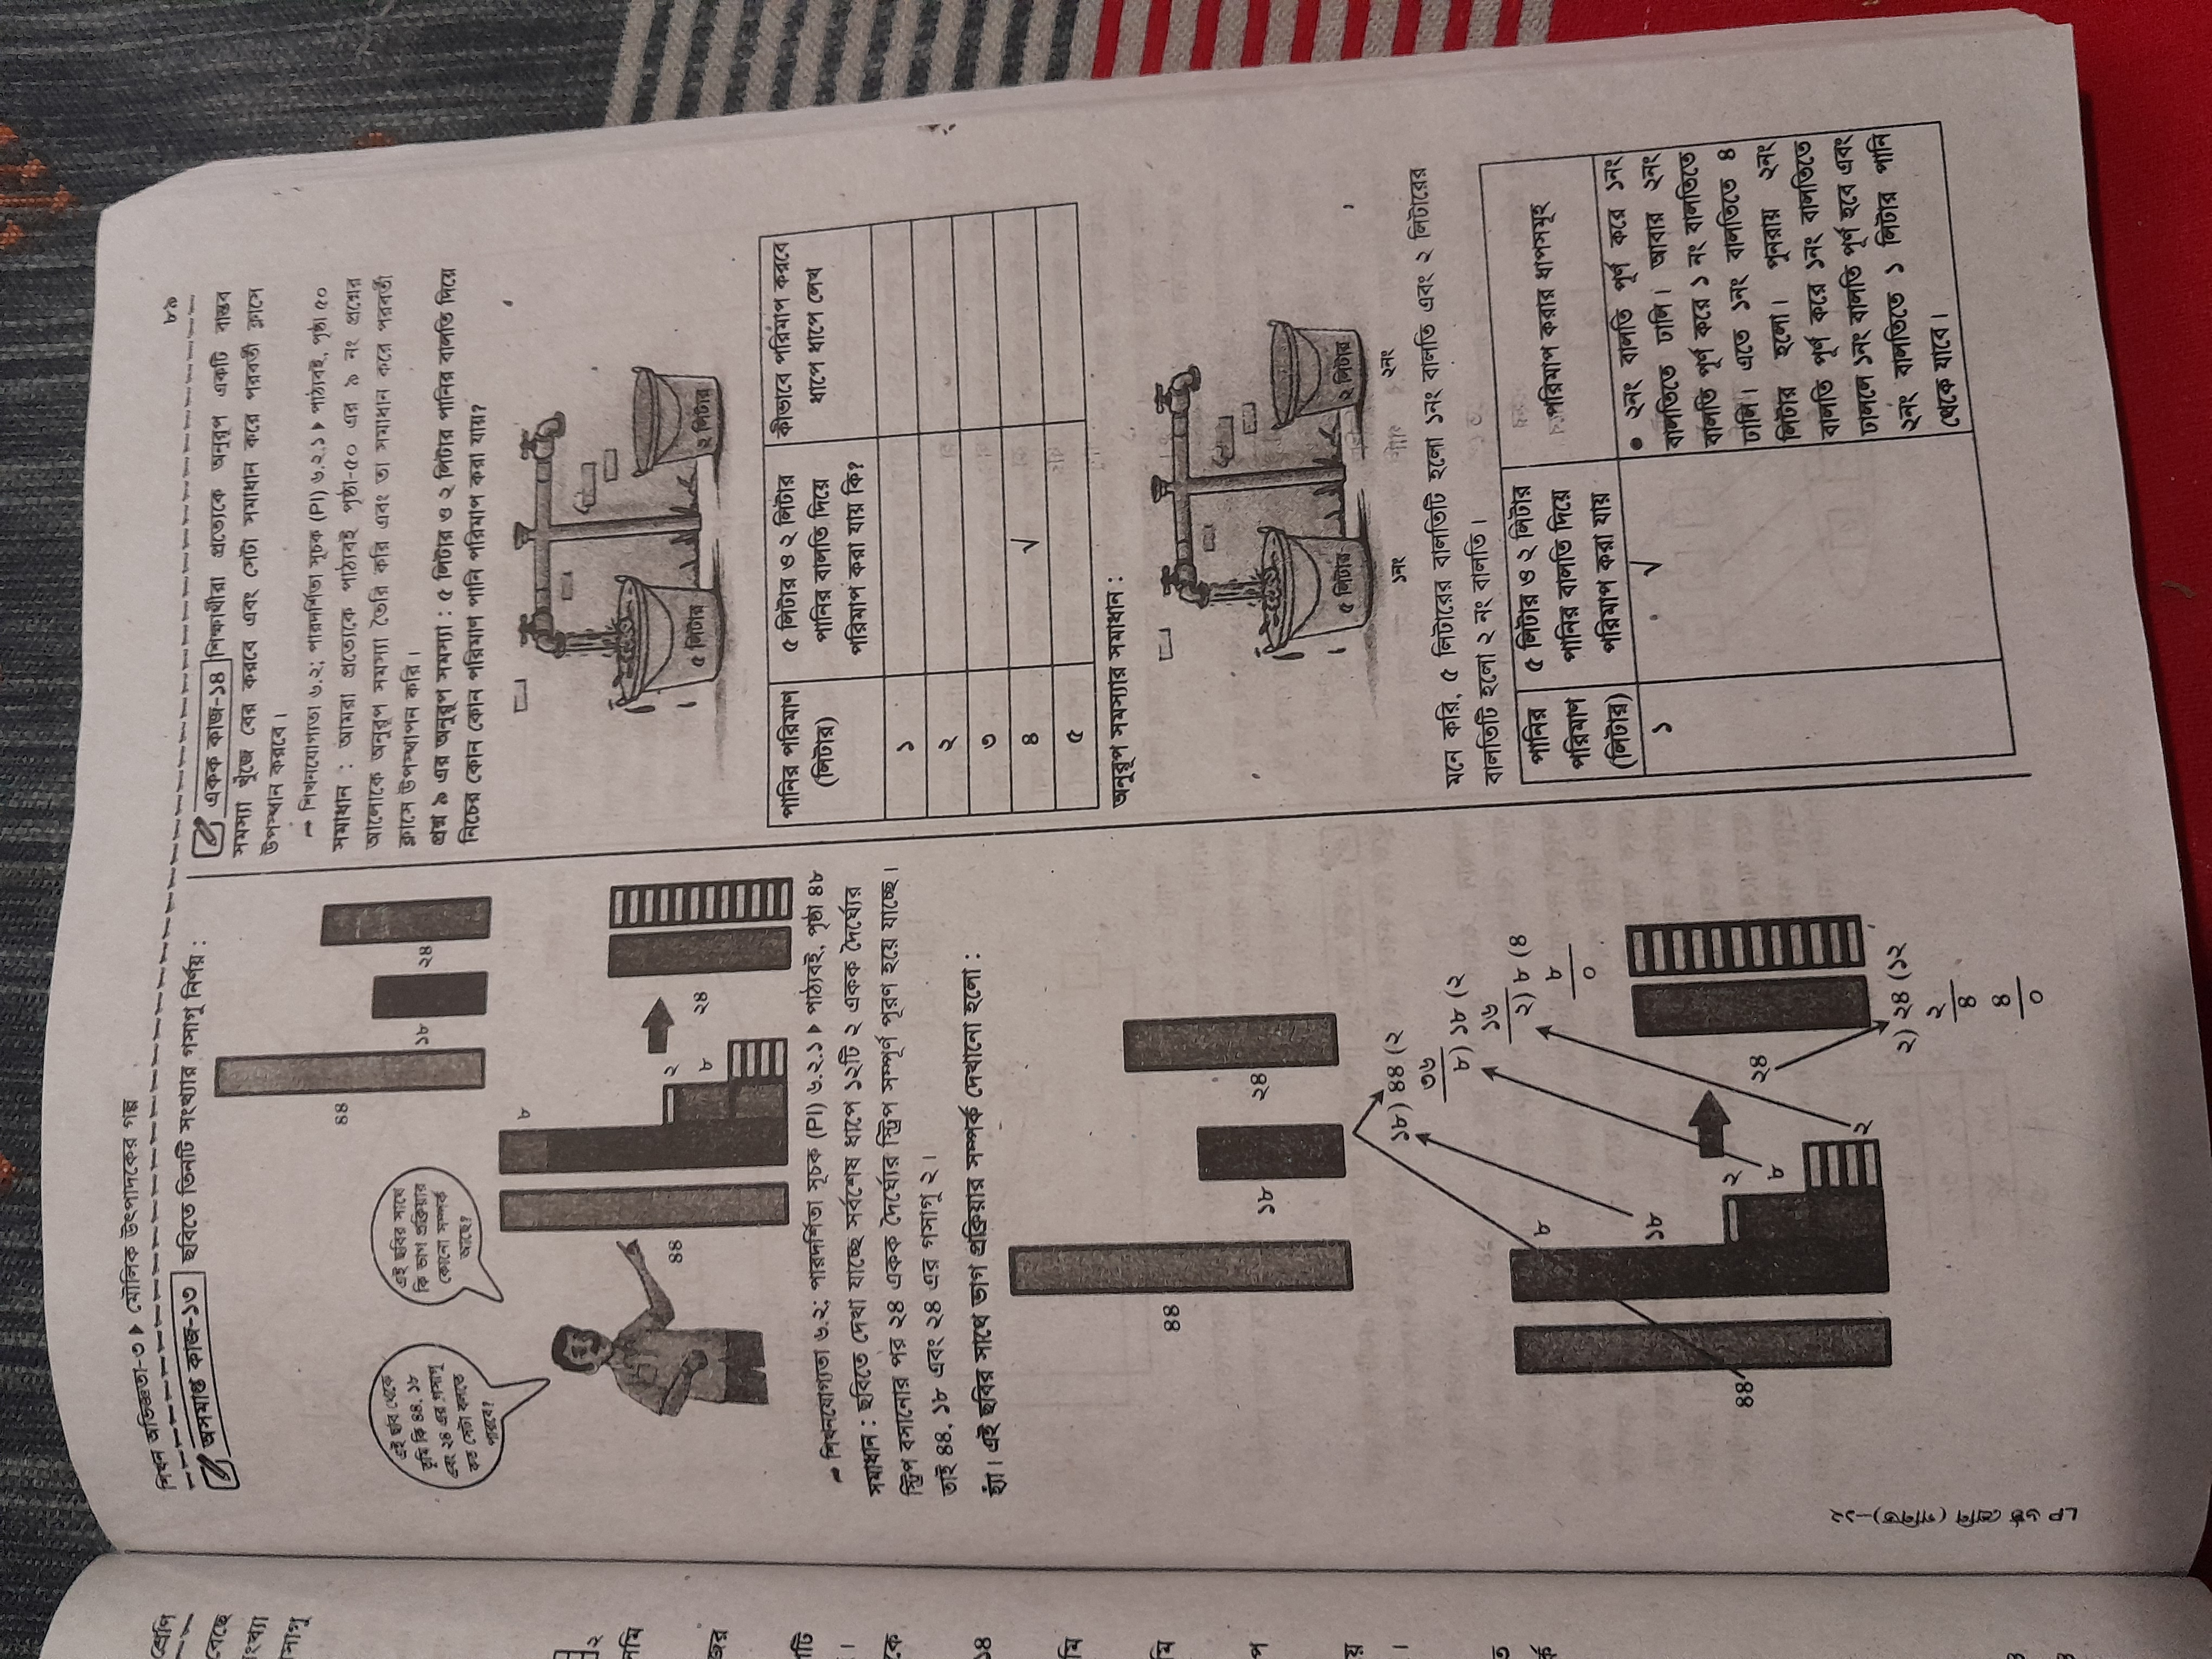 শিখন অভিজ্ঞতা-৩ ▶ মৌলিক উৎপাদকের গল্প
৮৯
অসমাপ্ত কাজ-১৩ ছবিতে তিনটি সংখ্যার গসাগু নির্ণয় :
৪৪
১৮
২৪
এই ছবি থেকে
তুমি কি ৪৪, ১৮
এবং ২৪ এর গসাগু
কত সেটা বলতে
পারবে?
এই ছবির সাথে
কি ভাগ প্রক্রিয়ার
কোনো সম্পর্ক
আছে?
৮
৪৪
২
৮
২৪
➡ শিখনযোগ্যতা ৬.২; পারদর্শিতা সূচক (PI) ৬.২.১ ▶ পাঠ্যবই, পৃষ্ঠা ৪৮
সমাধান : ছবিতে দেখা যাচ্ছে সর্বশেষ ধাপে ১২টি ২ একক দৈর্ঘ্যের
স্ট্রিপ বসানোর পর ২৪ একক দৈর্ঘ্যের স্ট্রিপ সম্পূর্ণ পূরণ হয়ে যাচ্ছে।
তাই ৪৪, ১৮ এবং ২৪ এর গসাগু ২।
হ্যাঁ। এই ছবির সাথে ভাগ প্রক্রিয়ার সম্পর্ক দেখানো হলো :
৪৪
১৮
২৪
১৮) ৪৪ (২
৩৬
৮) ১৮ (২
১৬
২) ৮ (৪
৮
০
৮
১৮
৪৪
২
৮
২
২৪
২) ২৪ (১২
২
৪
৪
০
LP ৬ষ্ঠ শ্রেণি (গণিত)–১২
একক কাজ-১৪ শিক্ষার্থীরা প্রত্যেকে অনুরূপ একটি বাস্তব
সমস্যা খুঁজে বের করবে এবং সেটা সমাধান করে পরবর্তী ক্লাসে
উপস্থান করবে।
➡ শিখনযোগ্যতা ৬.২; পারদর্শিতা সূচক (PI) ৬.২.১ ▶ পাঠ্যবই, পৃষ্ঠা ৫০
সমাধান : আমরা প্রত্যেকে পাঠ্যবই পৃষ্ঠা-৫০ এর ৯ নং প্রশ্নের
আলোকে অনুরূপ সমস্যা তৈরি করি এবং তা সমাধান করে পরবর্তী
ক্লাসে উপস্থাপন করি।
প্রশ্ন ৯ এর অনুরূপ সমস্যা : ৫ লিটার ও ২ লিটার পানির বালতি দিয়ে
নিচের কোন কোন পরিমাণ পানি পরিমাপ করা যায়?
৫ লিটার
২ লিটার
পানির পরিমাণ
(লিটার)
৫ লিটার ও ২ লিটার
পানির বালতি দিয়ে
পরিমাপ করা যায় কি?
কীভাবে পরিমাপ করবে
ধাপে ধাপে লেখ
১
২
৩
৪ √
৫
অনুরূপ সমস্যার সমাধান :
৫ লিটার
২ লিটার
১নং
২নং
মনে করি, ৫ লিটারের বালতিটি হলো ১নং বালতি এবং ২ লিটারের
বালতিটি হলো ২ নং বালতি।
পানির
পরিমাণ
(লিটার)
৫ লিটার ও ২ লিটার
পানির বালতি দিয়ে
পরিমাপ করা যায়
পরিমাপ করার ধাপসমূহ
১
√
• ২নং বালতি পূর্ণ করে ১নং
বালতিতে ঢালি। আবার ২নং
বালতি পূর্ণ করে ১ নং বালতিতে
ঢালি। এতে ১নং বালতিতে ৪
লিটার হলো। পুনরায় ২নং
বালতি পূর্ণ করে ১নং বালতিতে
ঢাললে ১নং বালতি পূর্ণ হবে এবং
২নং বালতিতে ১ লিটার পানি
থেকে যাবে।